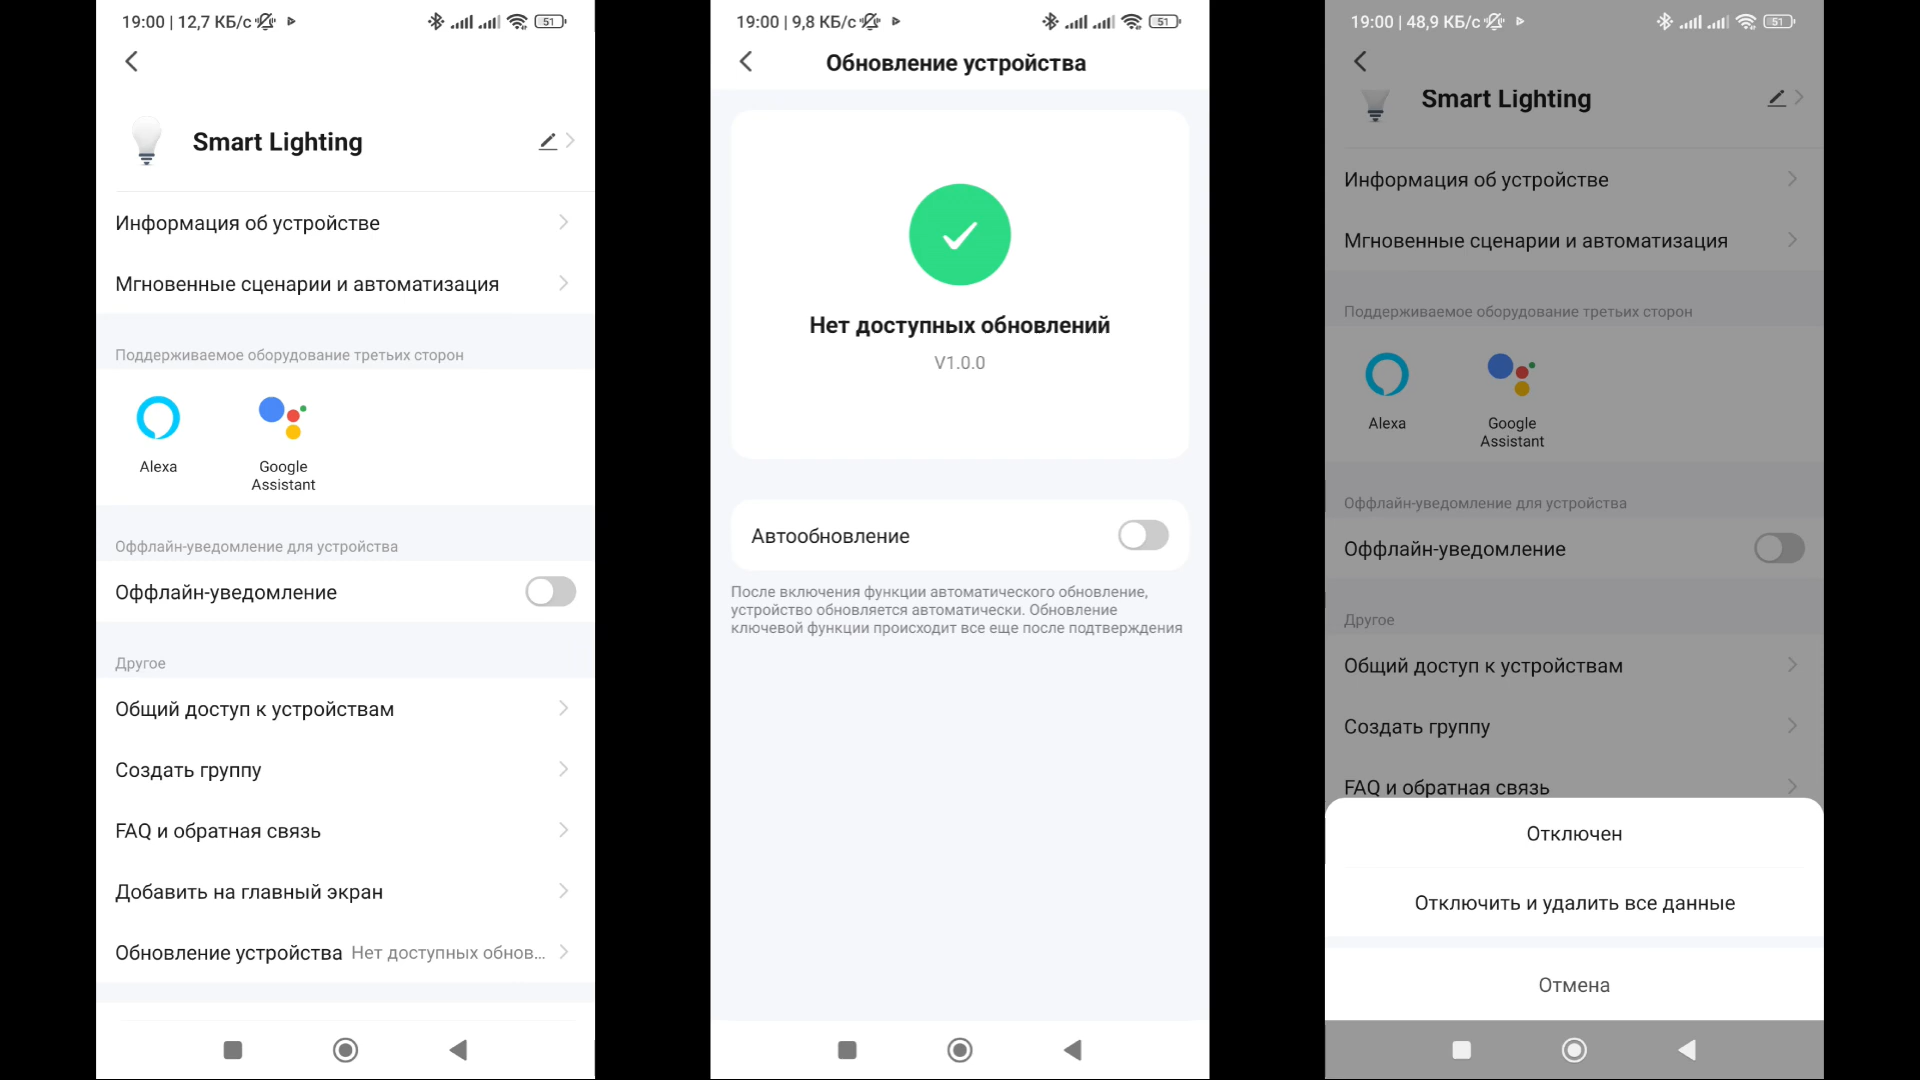 19:00 | 12,7 КБ/с
51
Smart Lighting
Информация об устройстве
Мгновенные сценарии и автоматизация
Поддерживаемое оборудование третьих сторон
Alexa
Google
Assistant
Оффлайн-уведомление для устройства
Оффлайн-уведомление
Другое
Общий доступ к устройствам
Создать группу
FAQ и обратная связь
Добавить на главный экран
Обновление устройства Нет доступных обнов...
19:00 | 9,8 КБ/с
51
Обновление устройства
Нет доступных обновлений
V1.0.0
Автообновление
После включения функции автоматического обновление,
устройство обновляется автоматически. Обновление
ключевой функции происходит все еще после подтверждения
19:00 | 48,9 КБ/с
51
Smart Lighting
Информация об устройстве
Мгновенные сценарии и автоматизация
Поддерживаемое оборудование третьих сторон
Alexa
Google
Assistant
Оффлайн-уведомление для устройства
Оффлайн-уведомление
Другое
Общий доступ к устройствам
Создать группу
FAQ и обратная связь
Отключен
Отключить и удалить все данные
Отмена